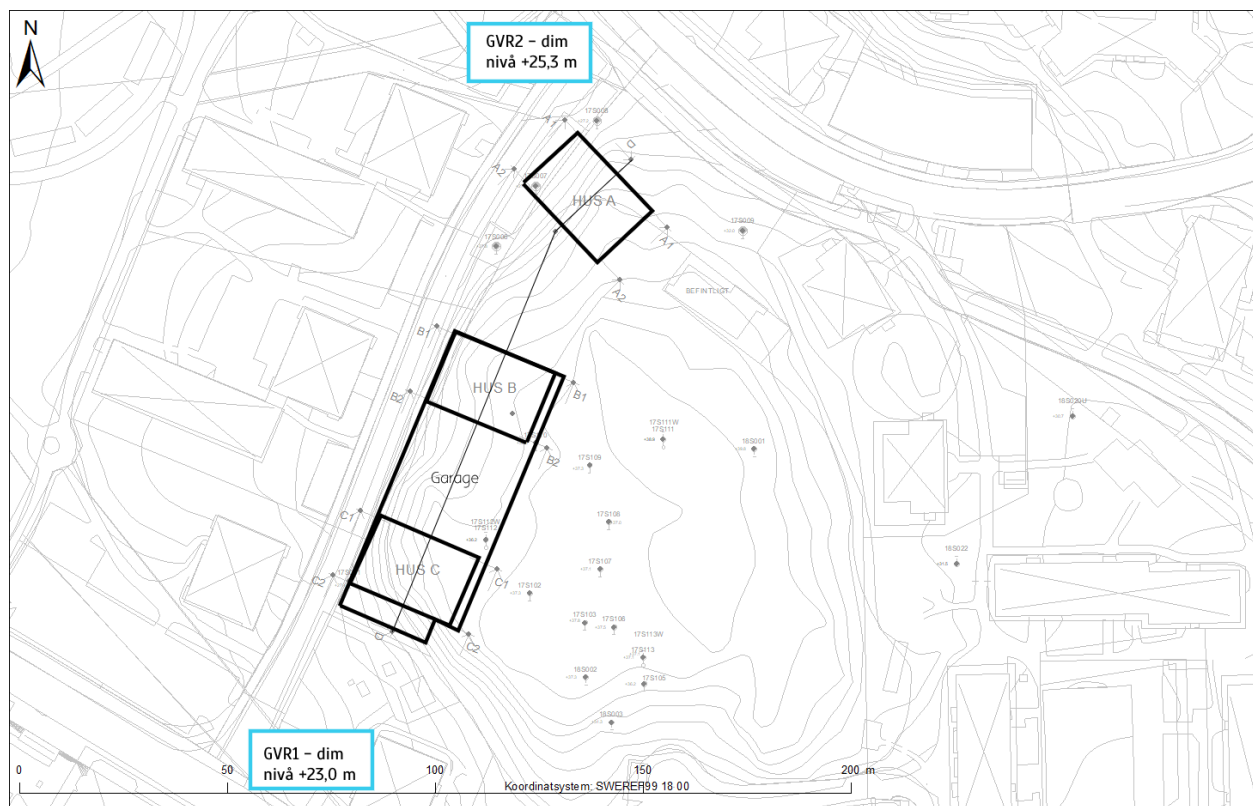 N
GVR2 – dim
nivå +25,3 m
17S008
A1
D
A2
HUS A
17S009
A1
A2
BEFINTLIGT
B1
HUS B
B1
B2
17S111W
17S111
18S001
18S020U
B2
17S109
Garage
17S108
C1
17S112W
17S112
HUS C
17S107
18S022
C1
C2
17S102
17S103
17S106
D
C2
17S113W
17S113
18S002
17S105
18S003
GVR1 – dim
nivå +23,0 m
0
50
100
150
200 m
Koordinatsystem: SWEREF99 18 00